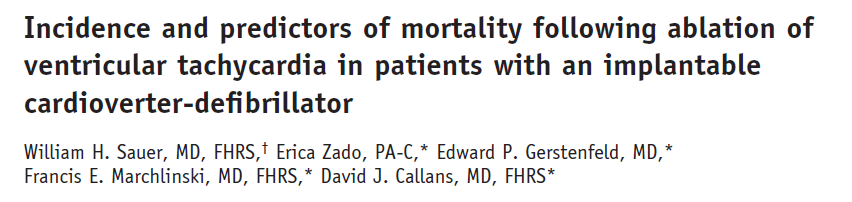 Incidence and predictors of mortality following ablation of
ventricular tachycardia in patients with an implantable
cardioverter-defibrillator
William H. Sauer, MD, FHRS,† Erica Zado, PA-C,* Edward P. Gerstenfeld, MD,*
Francis E. Marchlinski, MD, FHRS,* David J. Callans, MD, FHRS*